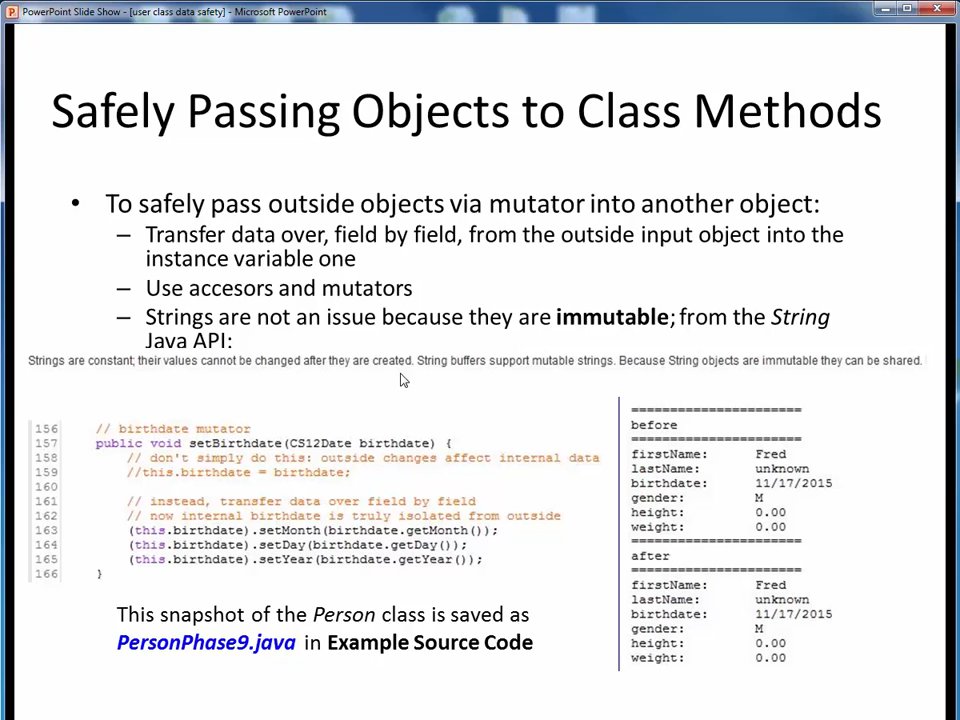 PowerPoint Slide Show - [user class data safety] - Microsoft PowerPoint
Safely Passing Objects to Class Methods
• To safely pass outside objects via mutator into another object:
– Transfer data over, field by field, from the outside input object into the
instance variable one
– Use accesors and mutators
– Strings are not an issue because they are immutable; from the String
Java API:
Strings are constant; their values cannot be changed after they are created. String buffers support mutable strings. Because String objects are immutable they can be shared.
156 // birthdate mutator
157 public void setBirthdate(CS12Date birthdate) {
158 // don't simply do this: outside changes affect internal data
159 //this.birthdate = birthdate;
160
161 // instead, transfer data over field by field
162 // now internal birthdate is truly isolated from outside
163 (this.birthdate).setMonth(birthdate.getMonth());
164 (this.birthdate).setDay(birthdate.getDay());
165 (this.birthdate).setYear(birthdate.getYear());
166 }
This snapshot of the Person class is saved as
PersonPhase9.java in Example Source Code
======================
before
======================
firstName: Fred
lastName: unknown
birthdate: 11/17/2015
gender: M
height: 0.00
weight: 0.00
======================
after
======================
firstName: Fred
lastName: unknown
birthdate: 11/17/2015
gender: M
height: 0.00
weight: 0.00